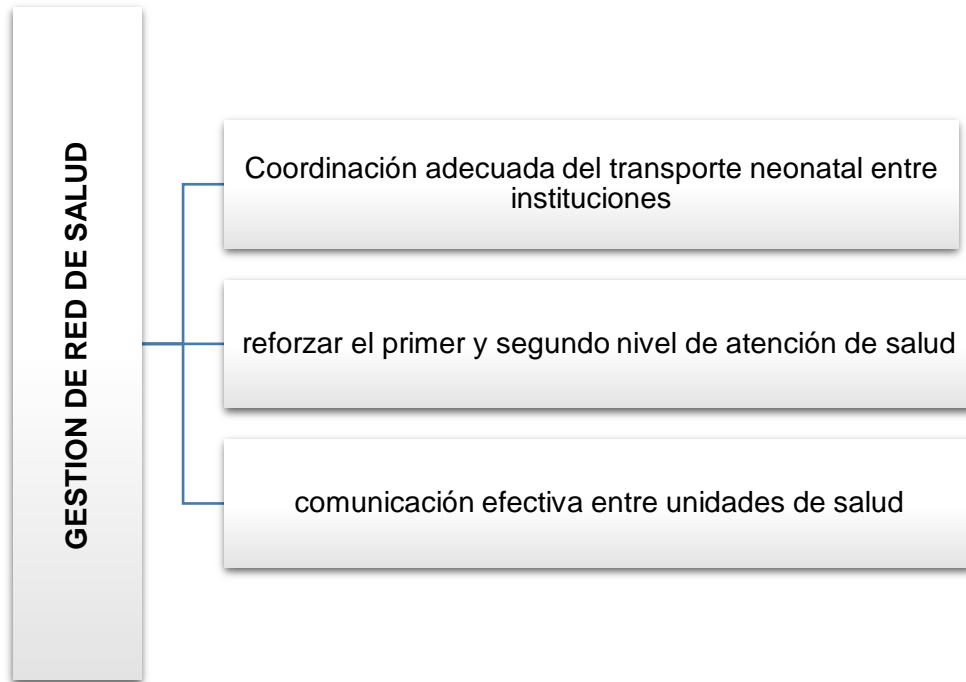 GESTION DE RED DE SALUD
Coordinación adecuada del transporte neonatal entre
instituciones
reforzar el primer y segundo nivel de atención de salud
comunicación efectiva entre unidades de salud